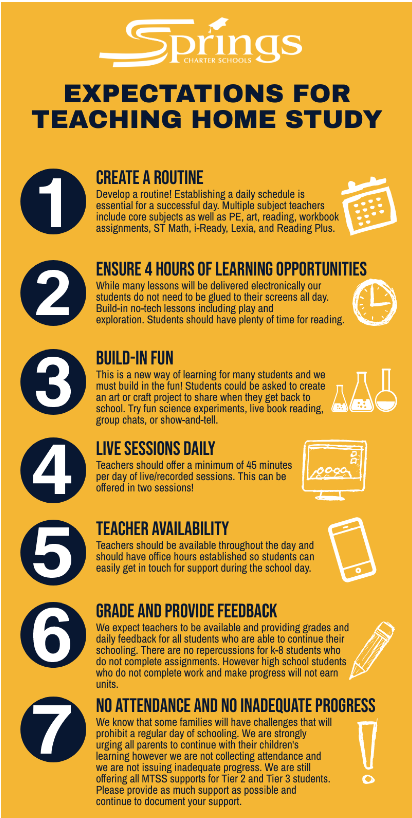 Springs
CHARTER SCHOOLS
EXPECTATIONS FOR
TEACHING HOME STUDY
1
CREATE A ROUTINE
Develop a routine! Establishing a daily schedule is
essential for a successful day. Multiple subject teachers
include core subjects as well as PE, art, reading, workbook
assignments, ST Math, i-Ready, Lexia, and Reading Plus.
2
ENSURE 4 HOURS OF LEARNING OPPORTUNITIES
While many lessons will be delivered electronically our
students do not need to be glued to their screens all day.
Build-in no-tech lessons including play and
exploration. Students should have plenty of time for reading.
3
BUILD-IN FUN
This is a new way of learning for many students and we
must build in the fun! Students could be asked to create
an art or craft project to share when they get back to
school. Try fun science experiments, live book reading,
group chats, or show-and-tell.
4
LIVE SESSIONS DAILY
Teachers should offer a minimum of 45 minutes
per day of live/recorded sessions. This can be
offered in two sessions!
5
TEACHER AVAILABILITY
Teachers should be available throughout the day and
should have office hours established so students can
easily get in touch for support during the school day.
6
GRADE AND PROVIDE FEEDBACK
We expect teachers to be available and providing grades and
daily feedback for all students who are able to continue their
schooling. There are no repercussions for k-8 students who
do not complete assignments. However high school students
who do not complete work and make progress will not earn
units.
7
NO ATTENDANCE AND NO INADEQUATE PROGRESS
We know that some families will have challenges that will
prohibit a regular day of schooling. We are strongly
urging all parents to continue with their children's
learning however we are not collecting attendance and
we are not issuing inadequate progress. We are still
offering all MTSS supports for Tier 2 and Tier 3 students.
Please provide as much support as possible and
continue to document your support.